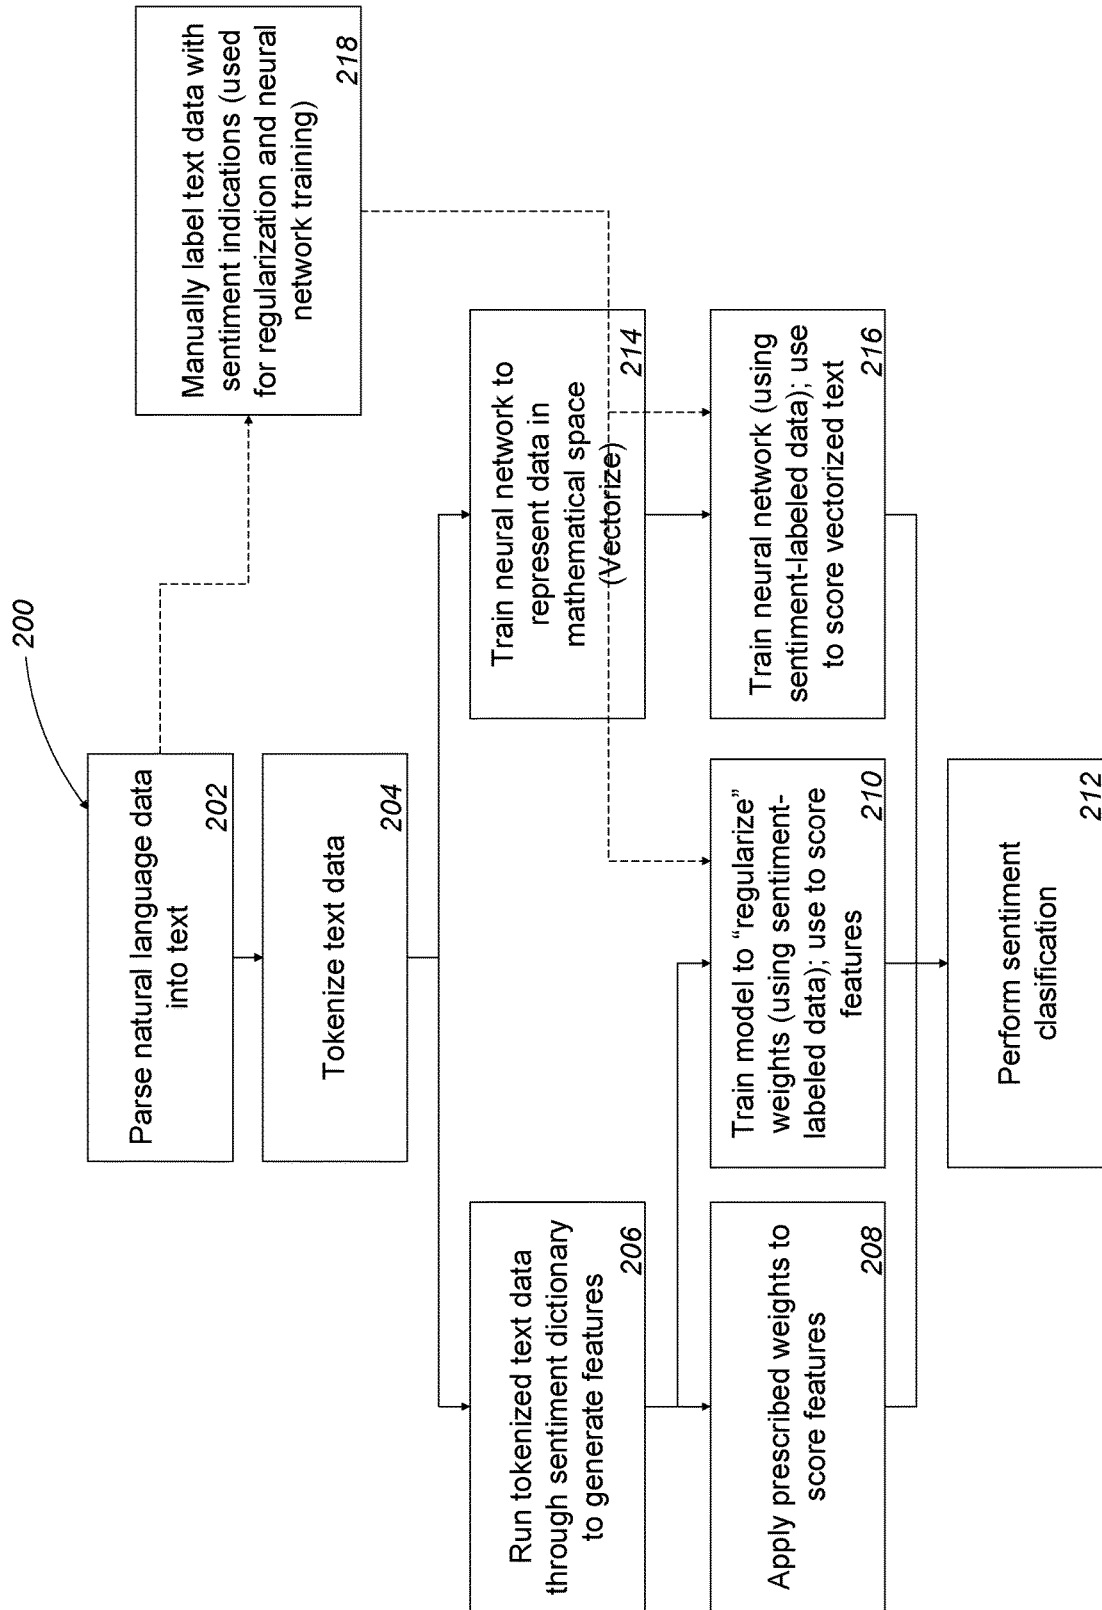 200
Parse natural language data
into text
202
Manually label text data with
sentiment indications (used
for regularization and neural
network training)
218
Tokenize text data
204
Run tokenized text data
through sentiment dictionary
to generate features
206
Train neural network to
represent data in
mathematical space
(Vectorize)
214
Apply prescribed weights to
score features
208
Train model to “regularize”
weights (using sentiment-
labeled data); use to score
features
210
Train neural network (using
sentiment-labeled data); use
to score vectorized text
216
Perform sentiment
clasification
212